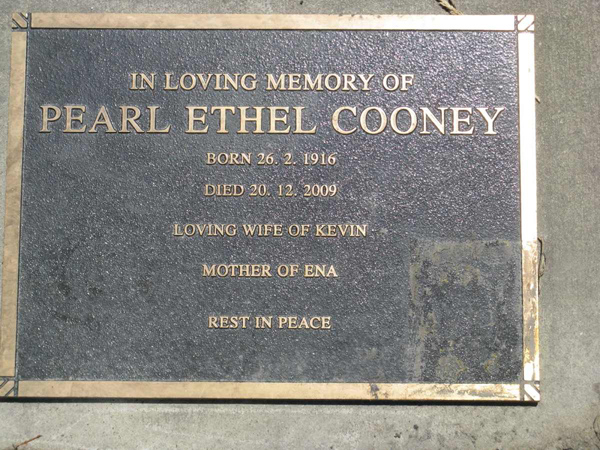 IN LOVING MEMORY OF
PEARL ETHEL COONEY
BORN 26. 2. 1916
DIED 20. 12. 2009
LOVING WIFE OF KEVIN
MOTHER OF ENA
REST IN PEACE